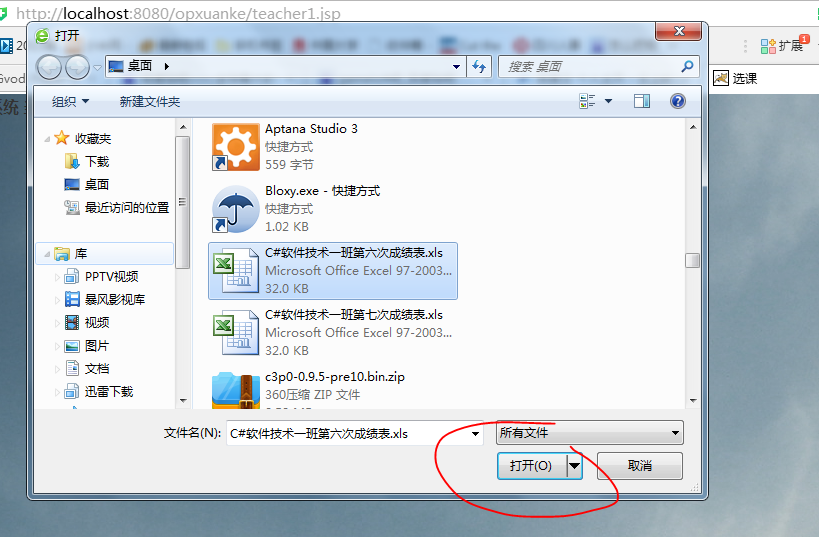 http://localhost:8080/opxuanke/teacher1.jsp
打开
扩展
1
桌面
搜索 桌面
选课
组织
新建文件夹
收藏夹
下载
桌面
最近访问的位置
库
PPTV视频
暴风影视库
视频
图片
文档
迅雷下载
Aptana Studio 3
快捷方式
559 字节
Bloxy.exe - 快捷方式
快捷方式
1.02 KB
C#软件技术一班第六次成绩表.xls
Microsoft Office Excel 97-2003...
32.0 KB
C#软件技术一班第七次成绩表.xls
Microsoft Office Excel 97-2003...
32.0 KB
c3p0-0.9.5-pre10.bin.zip
360压缩 ZIP 文件
文件名(N):
C#软件技术一班第六次成绩表.xls
所有文件
打开(O)
取消